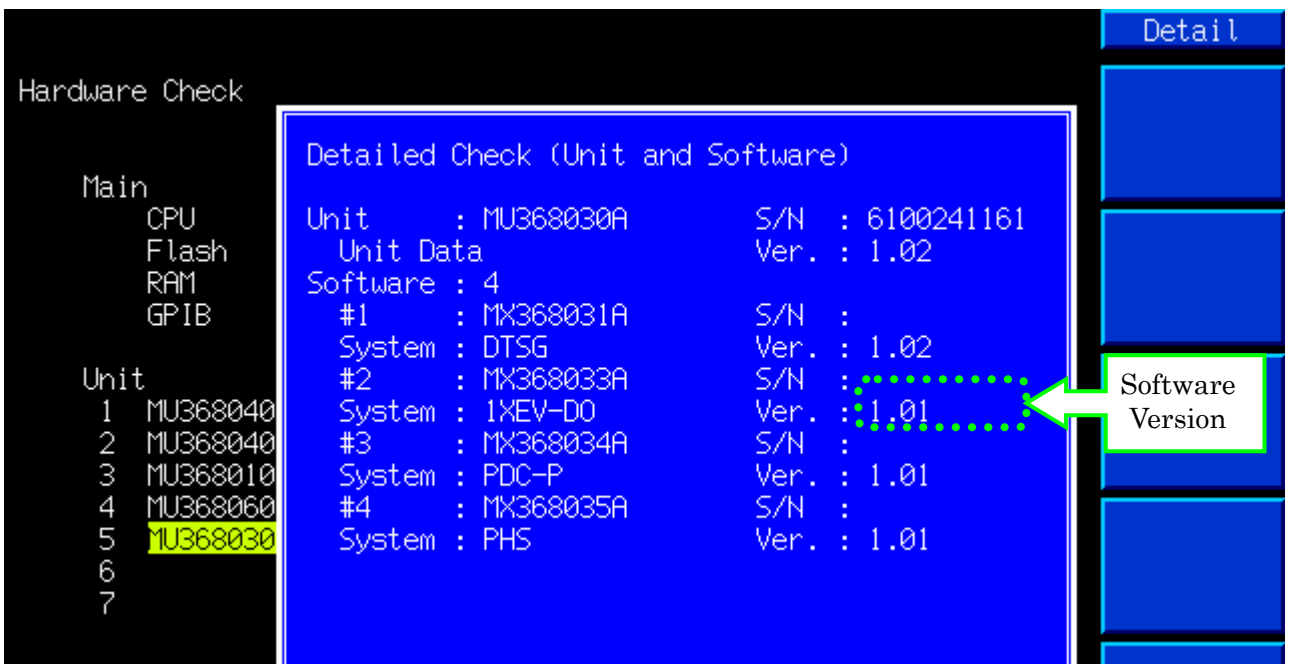 Detail
Hardware Check
Detailed Check (Unit and Software)
Main
CPU
Flash
RAM
GPIB
Unit : MU368030A S/N : 6100241161
Unit Data Ver. : 1.02
Software : 4
#1 : MX368031A S/N :
System : DTSG Ver. : 1.02
#2 : MX368033A S/N :
System : 1XEV-DO Ver. : 1.01
#3 : MX368034A S/N :
System : PDC-P Ver. : 1.01
#4 : MX368035A S/N :
System : PHS Ver. : 1.01
Unit
1 MU368040
2 MU368040
3 MU368010
4 MU368060
5 MU368030
6
7
Software
Version